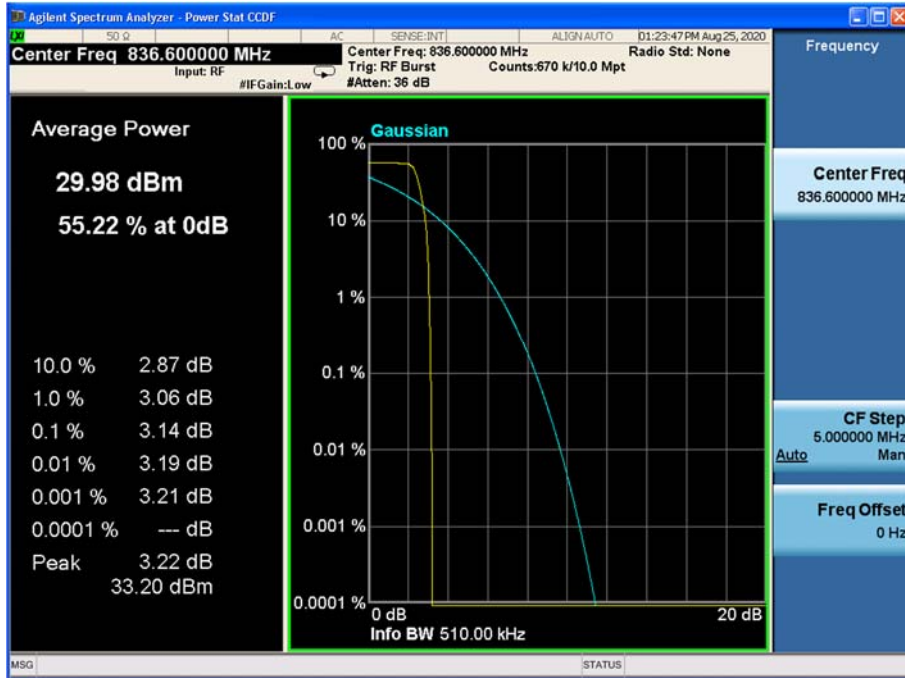 Agilent Spectrum Analyzer - Power Stat CCDF
50 Ω AC SENSE:INT ALIGN AUTO 01:23:47 PM Aug 25, 2020
Center Freq 836.600000 MHz
Input: RF
#IFGain:Low
Center Freq: 836.600000 MHz Radio Std: None
Trig: RF Burst Counts:670 k/10.0 Mpt
#Atten: 36 dB
Frequency
Average Power
29.98 dBm
55.22 % at 0dB
10.0 % 2.87 dB
1.0 % 3.06 dB
0.1 % 3.14 dB
0.01 % 3.19 dB
0.001 % 3.21 dB
0.0001 % --- dB
Peak 3.22 dB
33.20 dBm
Gaussian
100 %
10 %
1 %
0.1 %
0.01 %
0.001 %
0.0001 %
0 dB 20 dB
Info BW 510.00 kHz
Center Freq
836.600000 MHz
CF Step
5.000000 MHz
Auto Man
Freq Offset
0 Hz
MSG STATUS